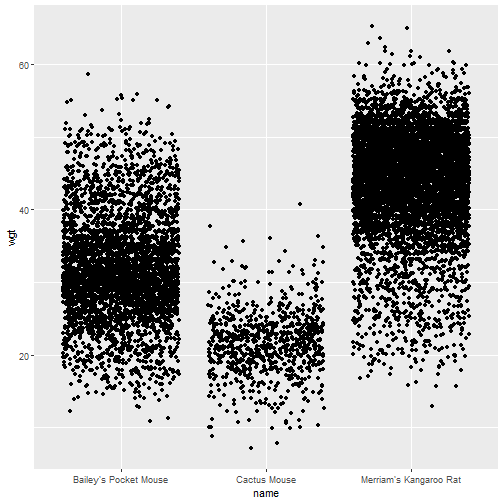 60
40
20
wgt
Bailey's Pocket Mouse
Cactus Mouse
Merriam's Kangaroo Rat
name